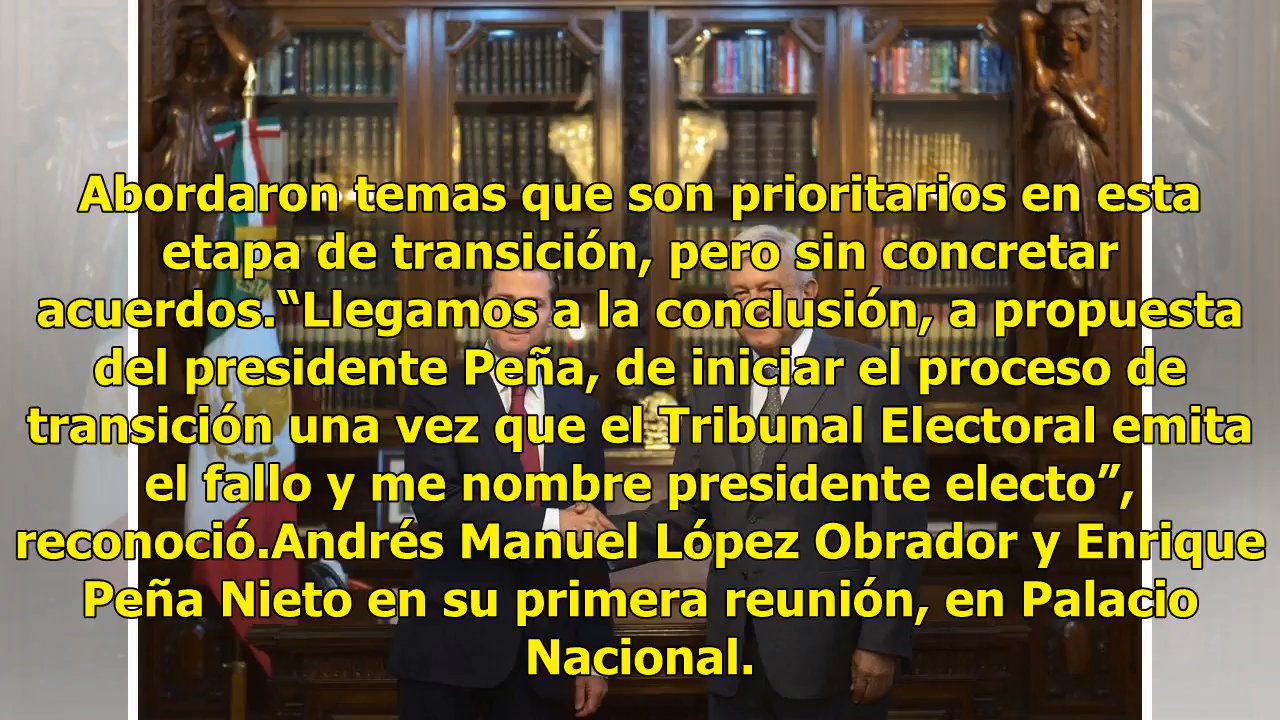 Abordaron temas que son prioritarios en esta
etapa de transición, pero sin concretar
acuerdos.“Llegamos a la conclusión, a propuesta
del presidente Peña, de iniciar el proceso de
transición una vez que el Tribunal Electoral emita
el fallo y me nombre presidente electo”,
reconoció.Andrés Manuel López Obrador y Enrique
Peña Nieto en su primera reunión, en Palacio
Nacional.